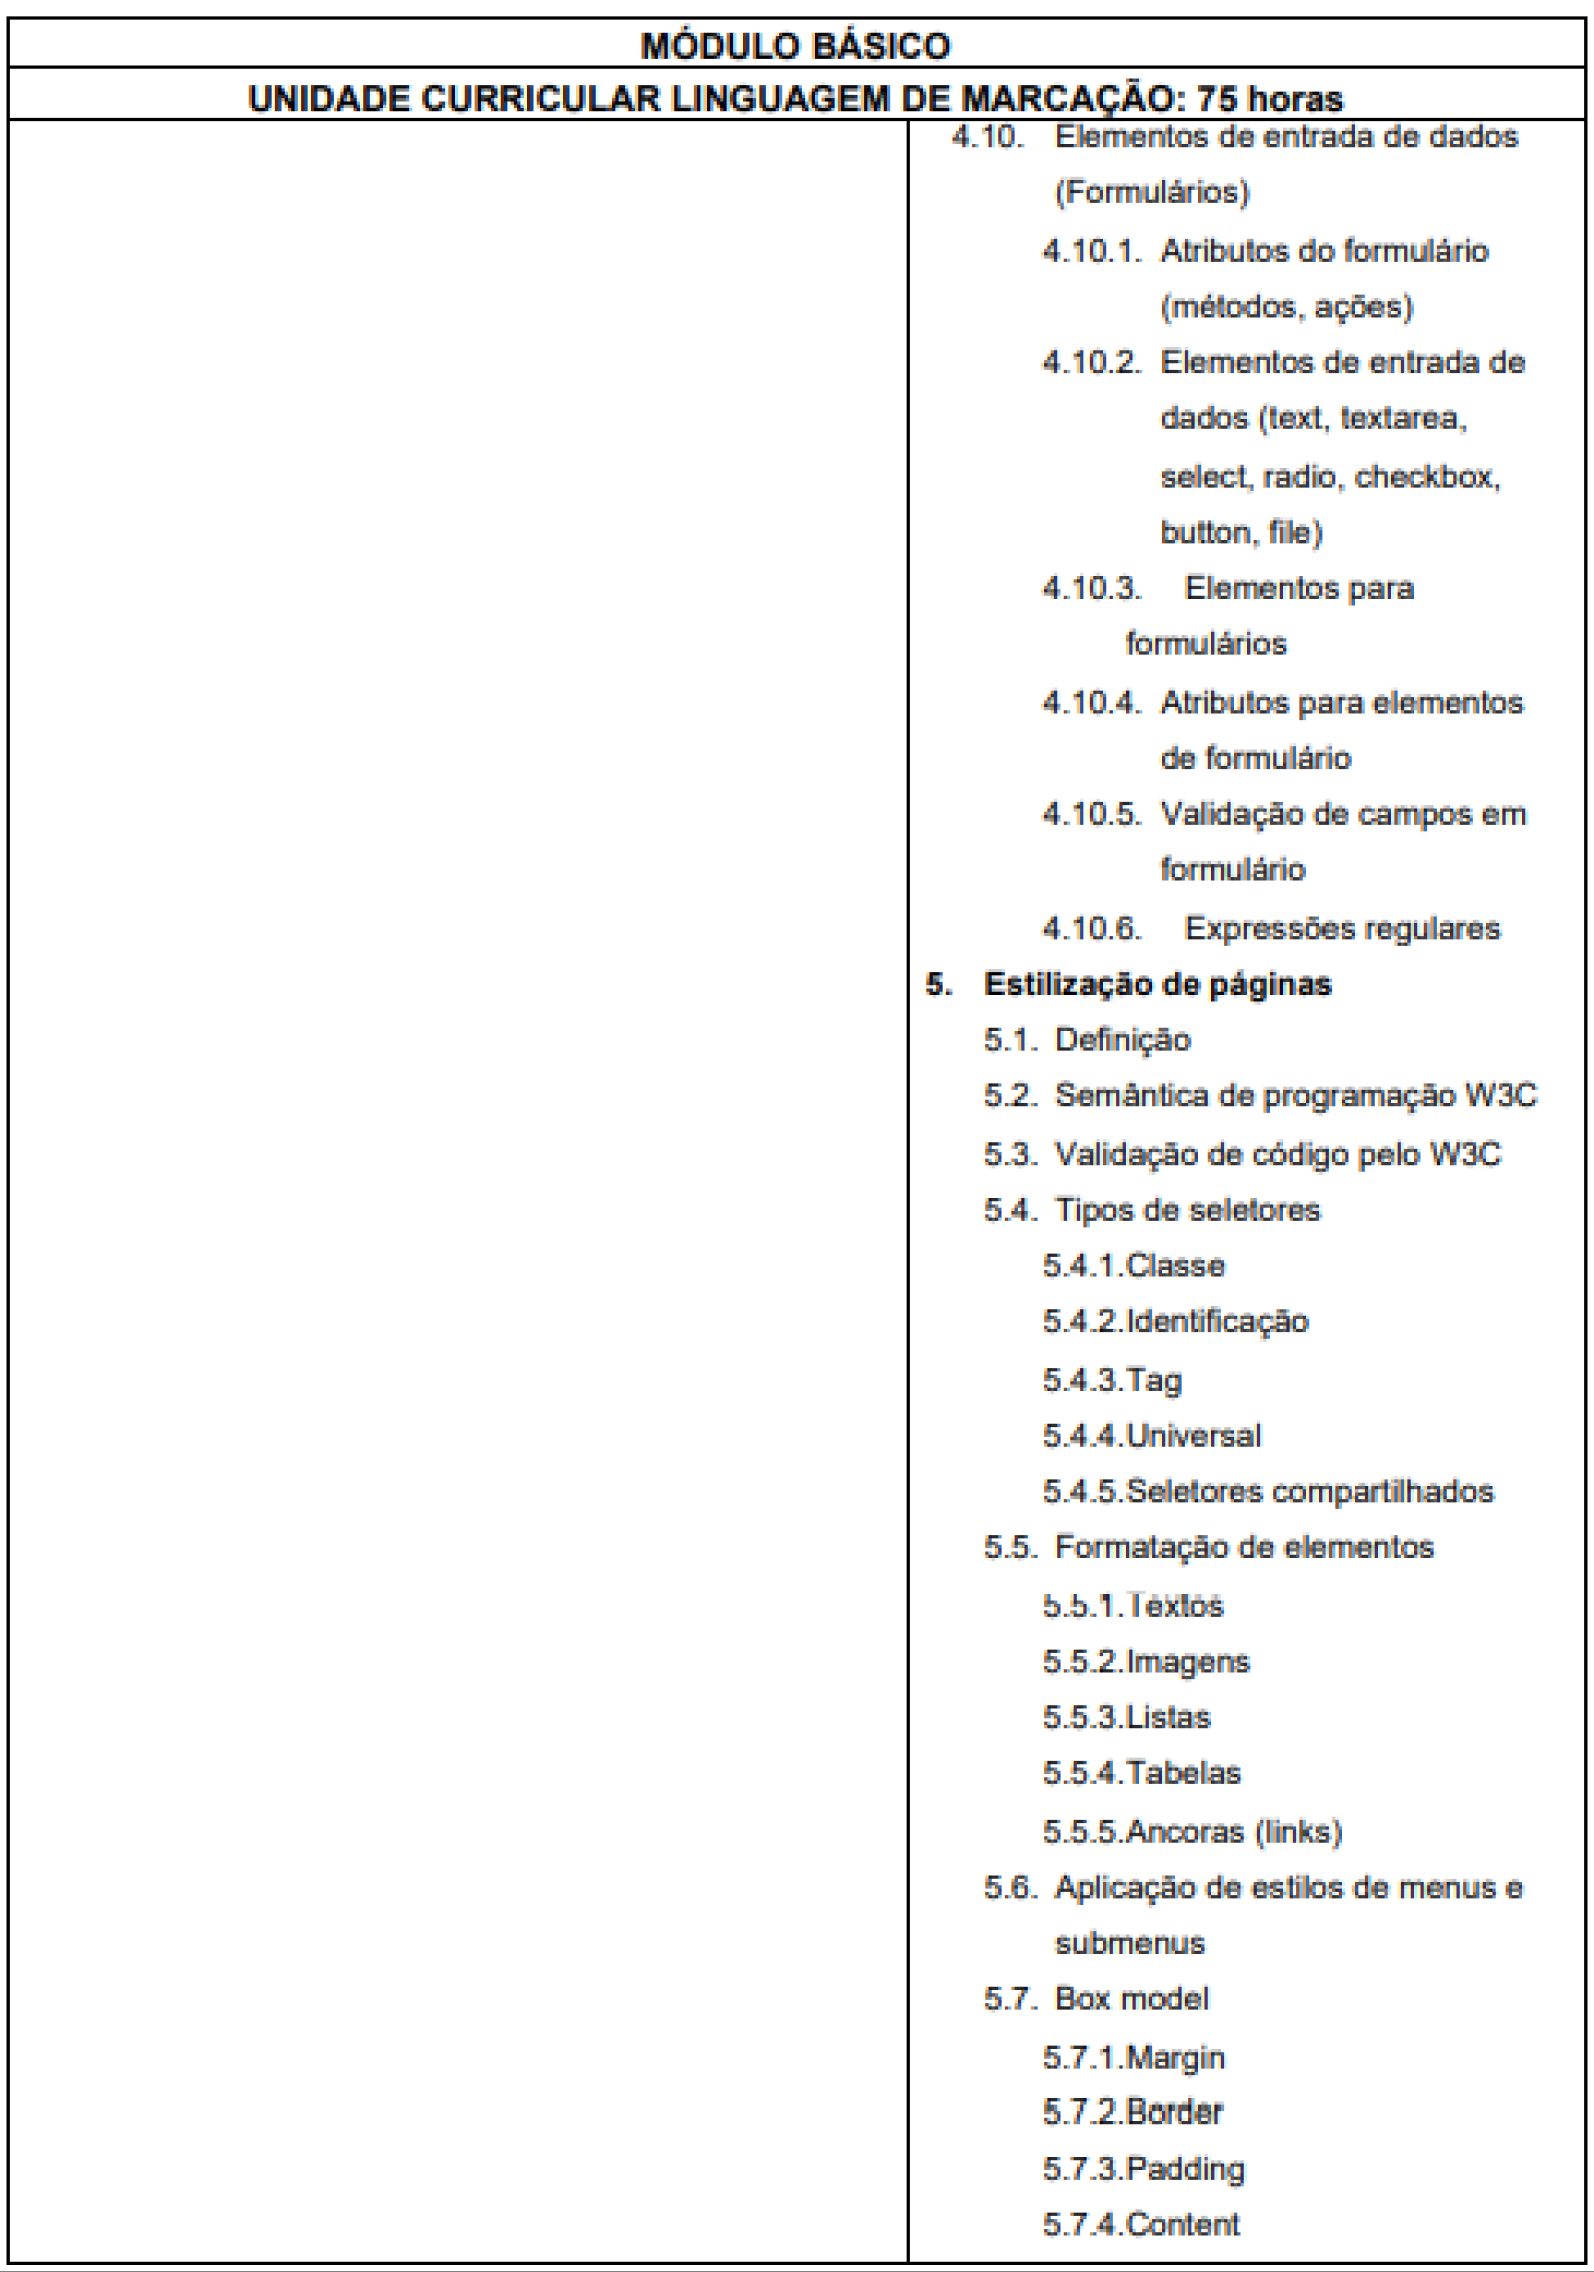 MÓDULO BÁSICO
UNIDADE CURRICULAR LINGUAGEM DE MARCAÇÃO: 75 horas
4.10. Elementos de entrada de dados
(Formulários)
4.10.1. Atributos do formulário
(métodos, ações)
4.10.2. Elementos de entrada de
dados (text, textarea,
select, radio, checkbox,
button, file)
4.10.3. Elementos para
formulários
4.10.4. Atributos para elementos
de formulário
4.10.5. Validação de campos em
formulário
4.10.6. Expressões regulares
5. Estilização de páginas
5.1. Definição
5.2. Semântica de programação W3C
5.3. Validação de código pelo W3C
5.4. Tipos de seletores
5.4.1.Classe
5.4.2.Identificação
5.4.3.Tag
5.4.4.Universal
5.4.5.Seletores compartilhados
5.5. Formatação de elementos
5.5.1.Textos
5.5.2.Imagens
5.5.3.Listas
5.5.4.Tabelas
5.5.5.Ancoras (links)
5.6. Aplicação de estilos de menus e
submenus
5.7. Box model
5.7.1.Margin
5.7.2.Border
5.7.3.Padding
5.7.4.Content